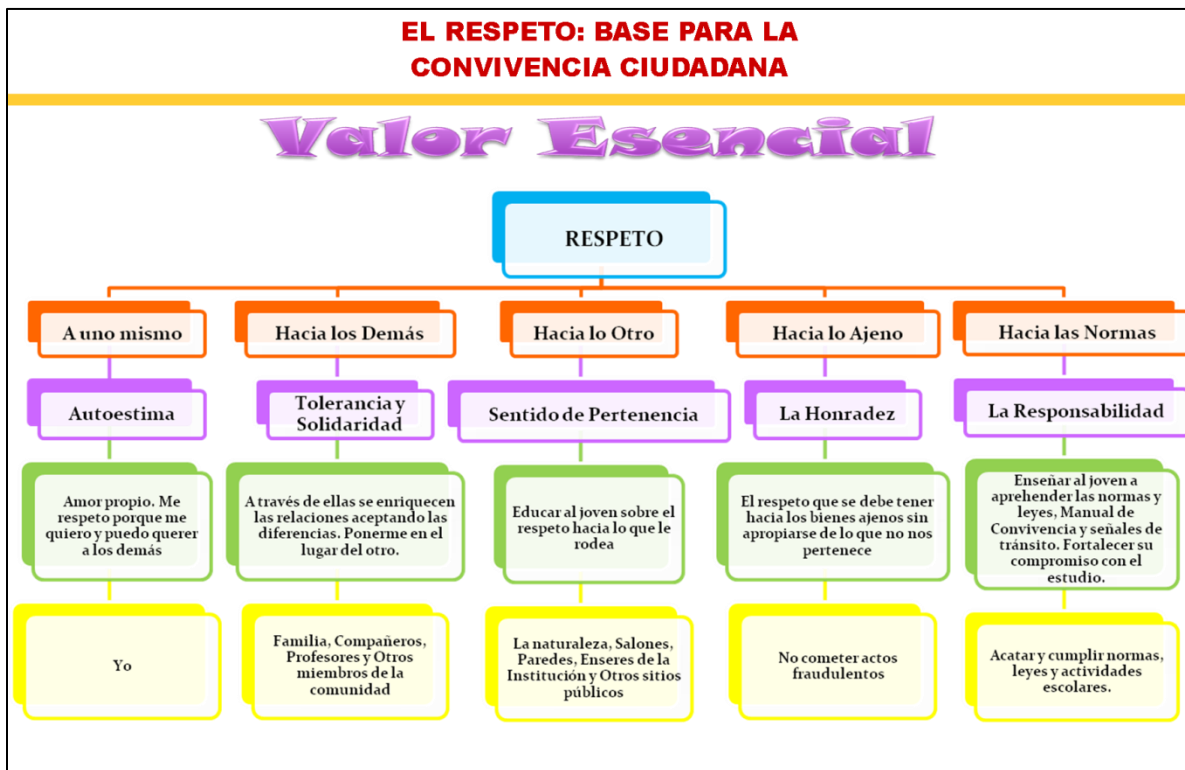 EL RESPETO: BASE PARA LA
CONVIVENCIA CIUDADANA
Valor Esencial
RESPETO
A uno mismo
Hacia los Demás
Hacia lo Otro
Hacia lo Ajeno
Hacia las Normas
Autoestima
Tolerancia y
Solidaridad
Sentido de Pertenencia
La Honradez
La Responsabilidad
Amor propio. Me
respeto porque me
quiero y puedo querer
a los demás
A través de ellas se enriquecen
las relaciones aceptando las
diferencias. Ponerme en el
lugar del otro.
Educar al joven sobre el
respeto hacia lo que le
rodea
El respeto que se debe tener
hacia los bienes ajenos sin
apropiarse de lo que no nos
pertenece
Enseñar al joven a
aprehender las normas y
leyes, Manual de
Convivencia y señales de
tránsito. Fortalecer su
compromiso con el
estudio.
Yo
Familia, Compañeros,
Profesores y Otros
miembros de la
comunidad
La naturaleza, Salones,
Paredes, Enseres de la
Institución y Otros sitios
públicos
No cometer actos
fraudulentos
Acatar y cumplir normas,
leyes y actividades
escolares.